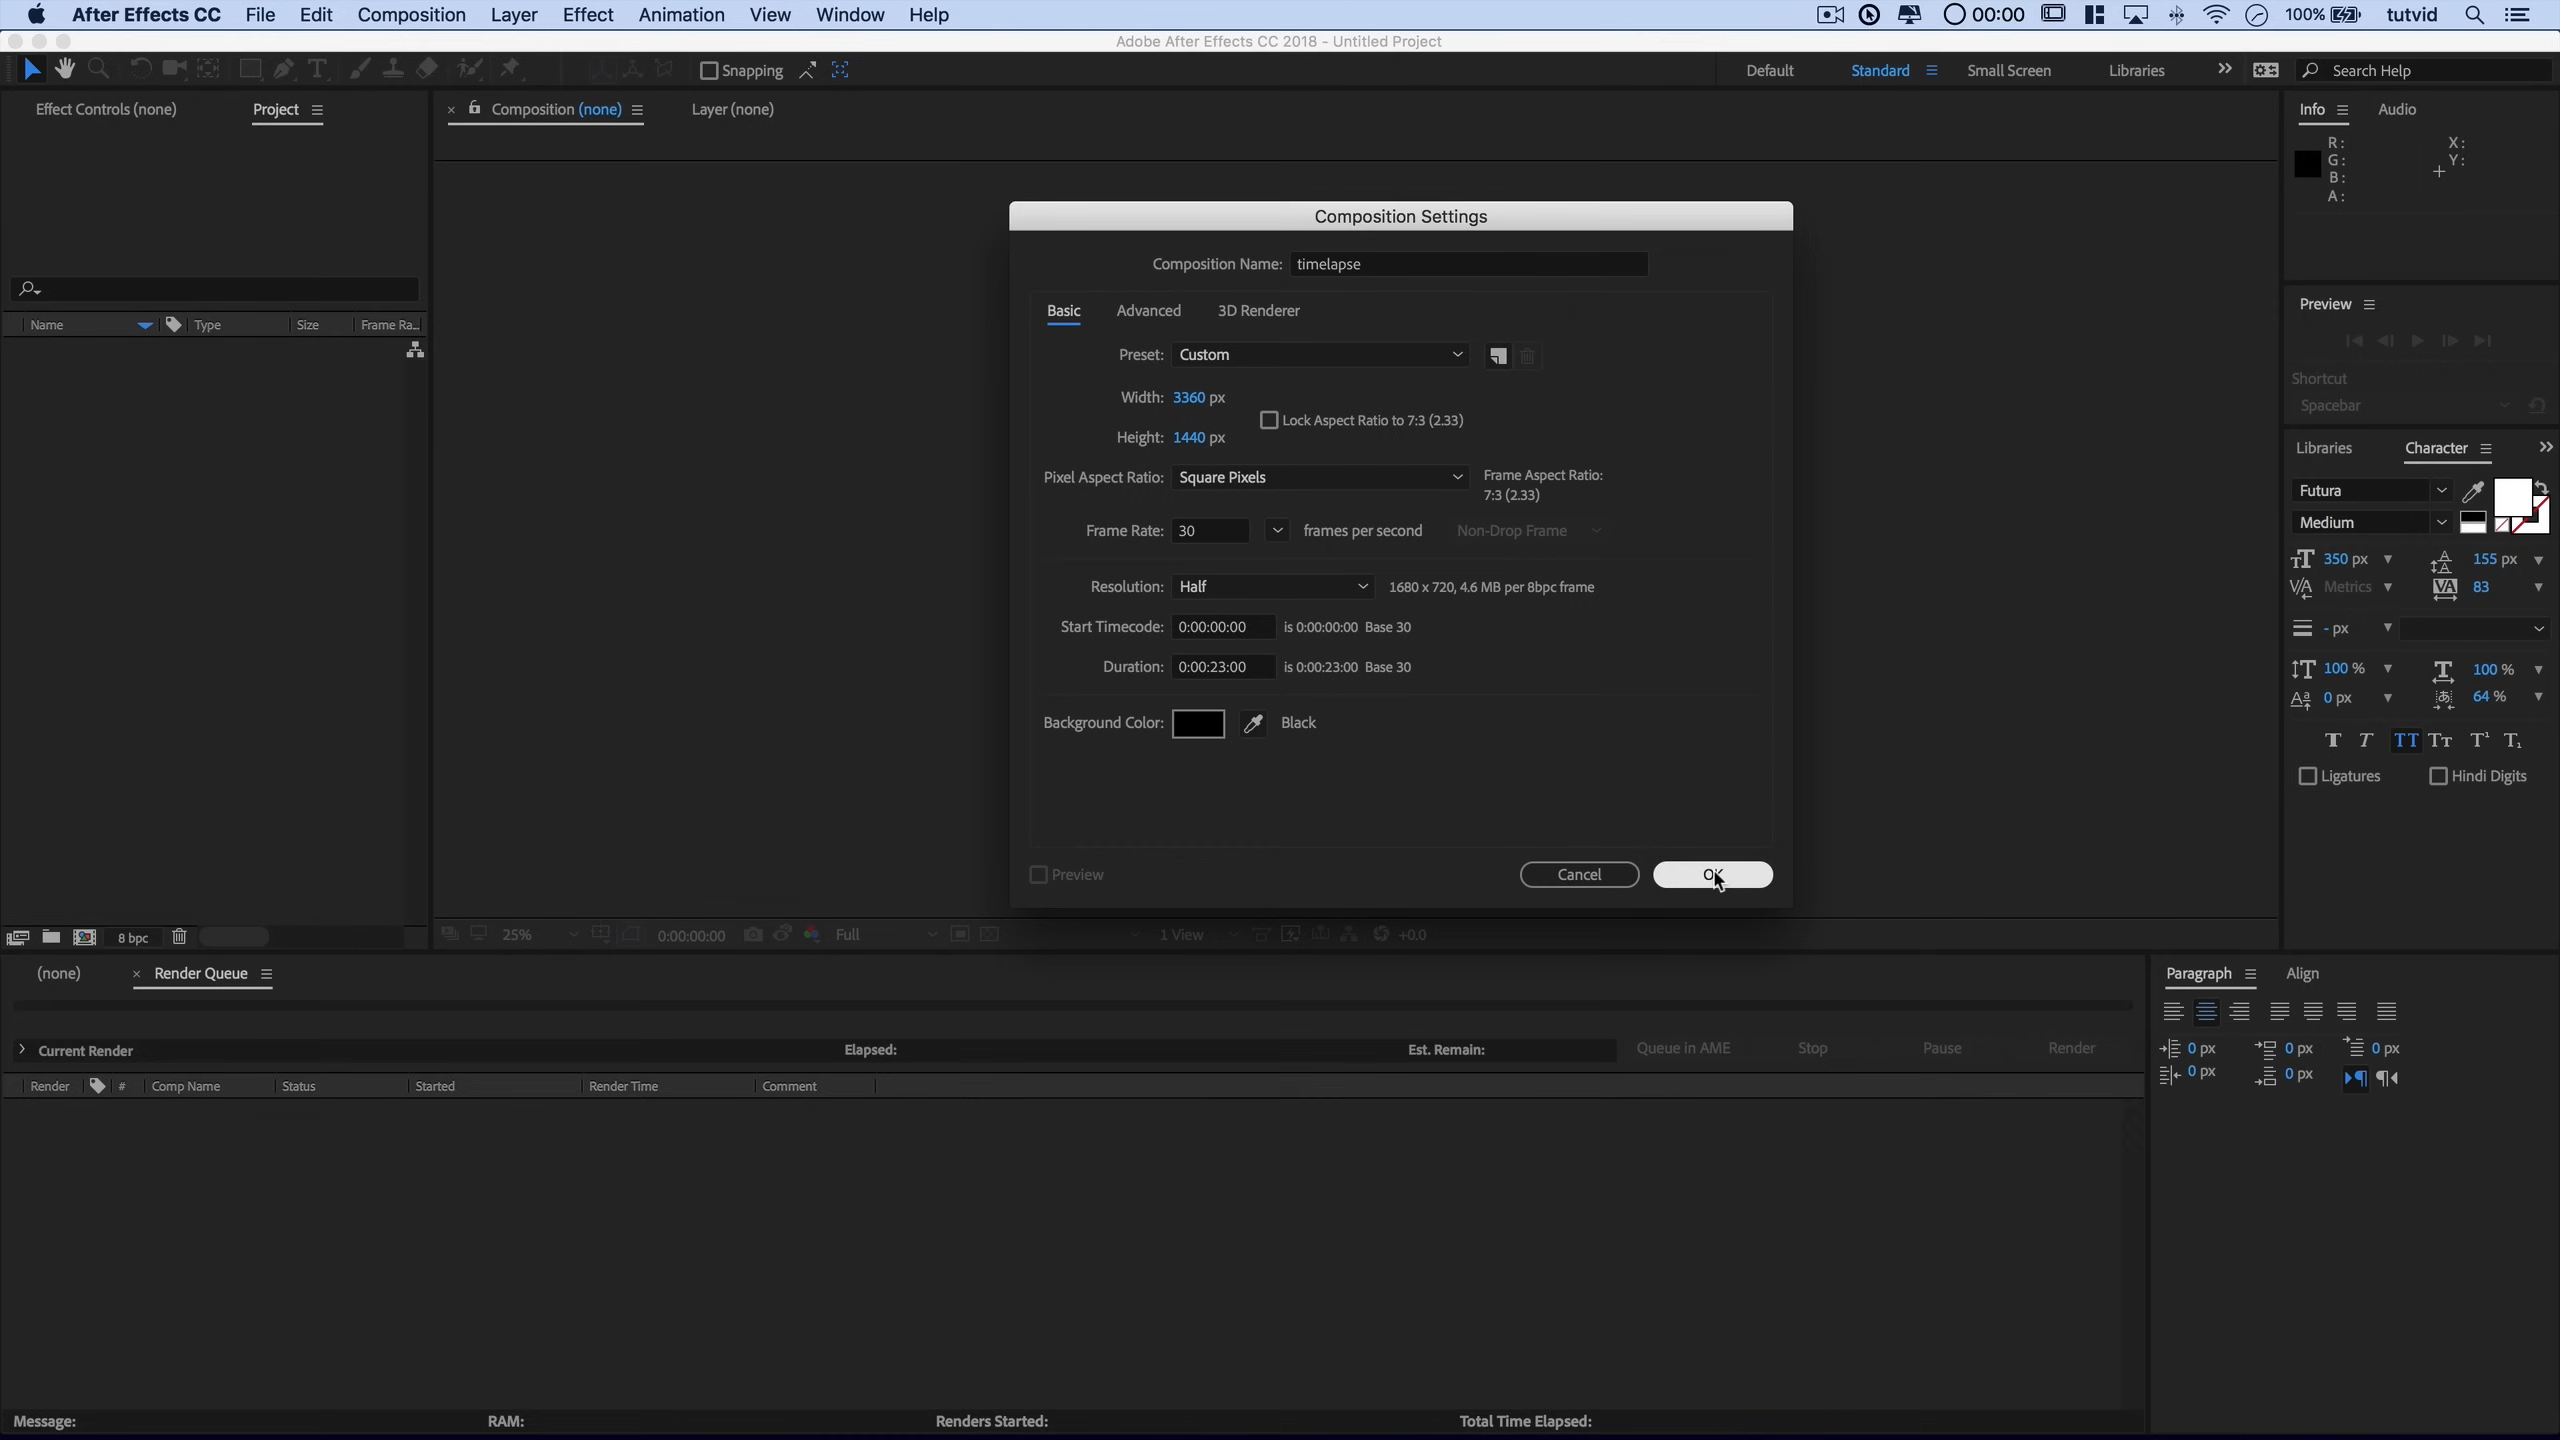 After Effects CC File Edit Composition Layer Effect Animation View Window Help 00:00 100% tutvid
Adobe After Effects CC 2018 - Untitled Project
Snapping Default Standard Small Screen Libraries Search Help
Effect Controls (none) Project Composition (none) Layer (none) Info Audio
R: X:
G: Y:
B:
A:
Composition Settings
Composition Name: timelapse
Name Type Size Frame Ra...
Basic Advanced 3D Renderer
Preview
Preset: Custom
Shortcut
Spacebar
Width: 3360 px
Lock Aspect Ratio to 7:3 (2.33)
Height: 1440 px
Libraries Character
Pixel Aspect Ratio: Square Pixels Frame Aspect Ratio:
7:3 (2.33)
Futura
Medium
Frame Rate: 30 frames per second Non-Drop Frame
350 px 155 px
Metrics 83
Resolution: Half 1680 x 720, 4.6 MB per 8bpc frame
Start Timecode: 0:00:00:00 is 0:00:00:00 Base 30
- px
Duration: 0:00:23:00 is 0:00:23:00 Base 30
100 % 100 %
0 px 64 %
Background Color: Black
Ligatures Hindi Digits
Preview Cancel OK
8 bpc 25% 0:00:00:00 Full 1 View +0.0
(none) Render Queue Paragraph Align
Current Render Elapsed: Est. Remain: Queue in AME Stop Pause Render
0 px 0 px 0 px
0 px 0 px
Render # Comp Name Status Started Render Time Comment
Message: RAM: Renders Started: Total Time Elapsed: